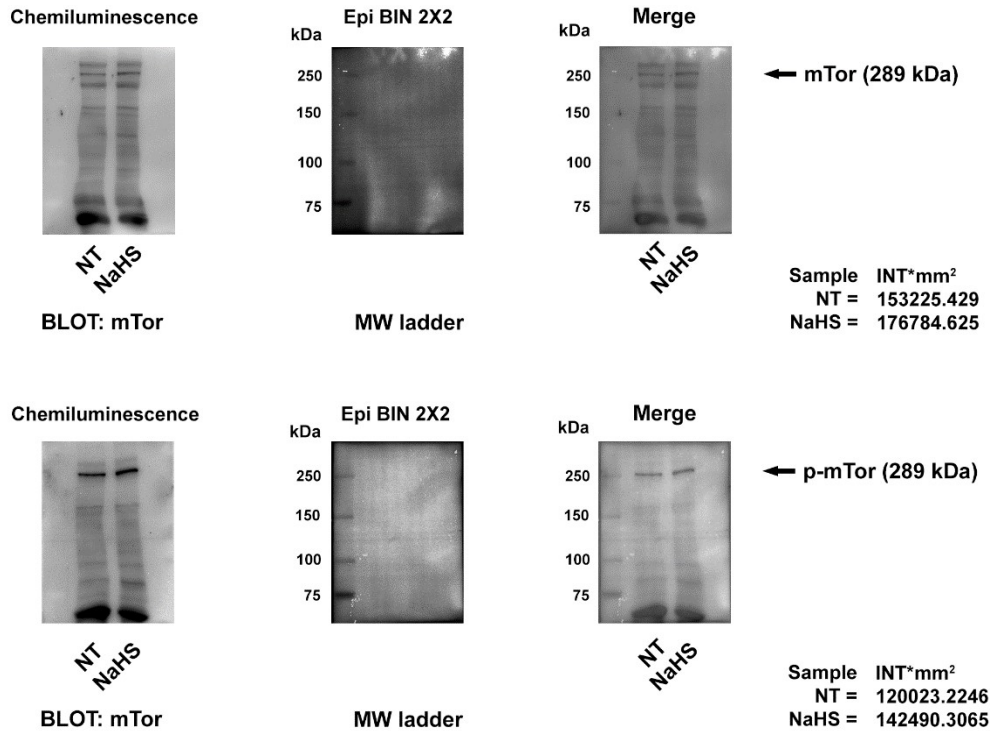 Chemiluminescence
Epi BIN 2X2
Merge
kDa
kDa
250
150
100
75
250
150
100
75
mTor (289 kDa)
NT
NaHS
NT
NaHS
BLOT: mTor
MW ladder
Sample INT*mm²
NT = 153225.429
NaHS = 176784.625
Chemiluminescence
Epi BIN 2X2
Merge
kDa
kDa
250
150
100
75
250
150
100
75
p-mTor (289 kDa)
NT
NaHS
NT
NaHS
BLOT: mTor
MW ladder
Sample INT*mm²
NT = 120023.2246
NaHS = 142490.3065